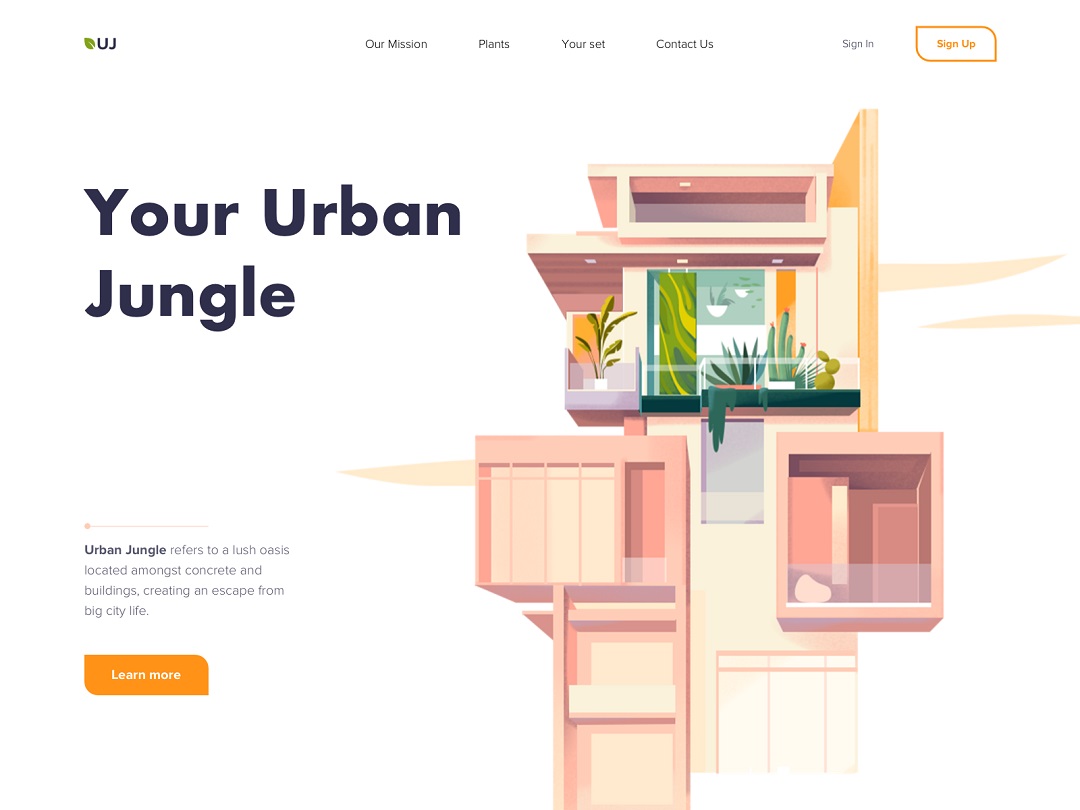 UJ
Our Mission
Plants
Your set
Contact Us
Sign In
Sign Up
Your Urban
Jungle
Urban Jungle refers to a lush oasis
located amongst concrete and
buildings, creating an escape from
big city life.
Learn more